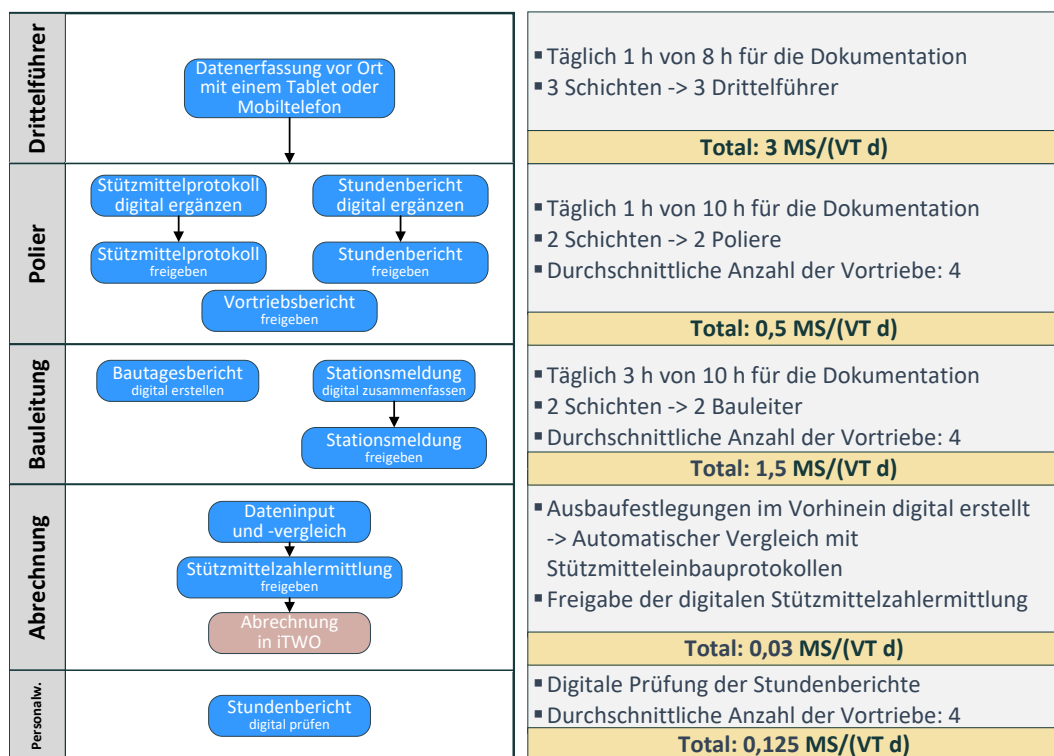 Drittelführer
Datenerfassung vor Ort
mit einem Tablet oder
Mobiltelefon
▪ Täglich 1 h von 8 h für die Dokumentation
▪ 3 Schichten -> 3 Drittelführer
Total: 3 MS/(VT d)
Polier
Stützmittelprotokoll
digital ergänzen
Stundenbericht
digital ergänzen
Stützmittelprotokoll
freigeben
Stundenbericht
freigeben
Vortriebsbericht
freigeben
▪ Täglich 1 h von 10 h für die Dokumentation
▪ 2 Schichten -> 2 Poliere
▪ Durchschnittliche Anzahl der Vortriebe: 4
Total: 0,5 MS/(VT d)
Bauleitung
Bautagesbericht
digital erstellen
Stationsmeldung
digital zusammenfassen
Stationsmeldung
freigeben
▪ Täglich 3 h von 10 h für die Dokumentation
▪ 2 Schichten -> 2 Bauleiter
▪ Durchschnittliche Anzahl der Vortriebe: 4
Total: 1,5 MS/(VT d)
Abrechnung
Dateninput
und -vergleich
Stützmittelzahlermittlung
freigeben
Abrechnung
in iTWO
▪ Ausbaufestlegungen im Vorhinein digital erstellt
-> Automatischer Vergleich mit
Stützmitteleinbauprotokollen
▪ Freigabe der digitalen Stützmittelzahlermittlung
Total: 0,03 MS/(VT d)
Personalw.
Stundenbericht
digital prüfen
▪ Digitale Prüfung der Stundenberichte
▪ Durchschnittliche Anzahl der Vortriebe: 4
Total: 0,125 MS/(VT d)